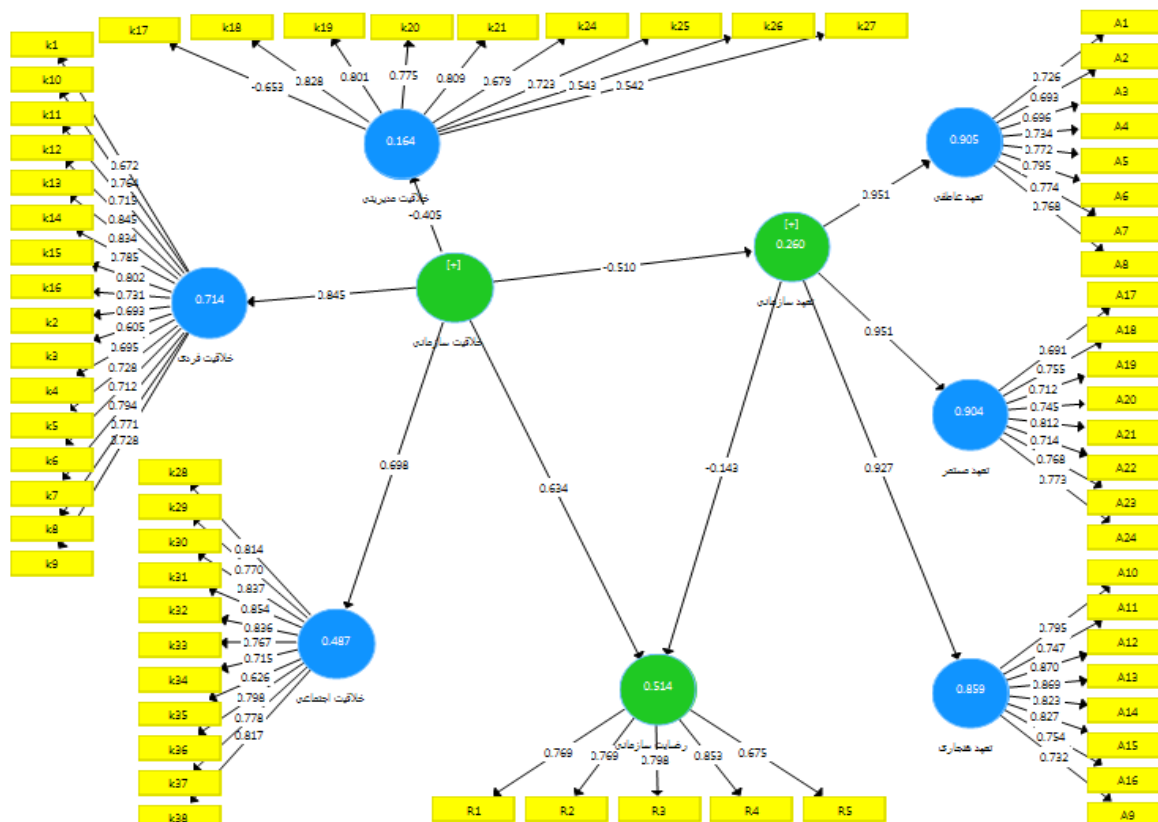 k17
k18
k19
k20
k21
k24
k25
k26
k27
-0.653
0.828
0.801
0.775
0.809
0.679
0.723
0.543
0.542
0.164
خلاقیت مدیریتی
-0.405
k1
k10
k11
k12
k13
k14
k15
k16
k2
k3
k4
k5
k6
k7
k8
k9
0.672
0.764
0.715
0.845
0.834
0.785
0.802
0.731
0.693
0.605
0.695
0.728
0.712
0.794
0.771
0.728
0.714
خلاقیت فردی
0.845
[+]
خلاقیت سازمانی
-0.510
[+]
0.260
تعهد سازمانی
0.951
0.951
0.927
-0.143
0.634
0.698
A1
A2
A3
A4
A5
A6
A7
A8
0.726
0.693
0.696
0.734
0.772
0.795
0.774
0.768
0.905
تعهد عاطفی
A17
A18
A19
A20
A21
A22
A23
A24
0.691
0.755
0.712
0.745
0.812
0.714
0.768
0.773
0.904
تعهد مستمر
A10
A11
A12
A13
A14
A15
A16
A9
0.795
0.747
0.870
0.869
0.823
0.827
0.754
0.732
0.859
تعهد هنجاری
k28
k29
k30
k31
k32
k33
k34
k35
k36
k37
k38
0.814
0.770
0.837
0.854
0.836
0.767
0.715
0.626
0.798
0.778
0.817
0.487
خلاقیت اجتماعی
0.514
رضایت سازمانی
0.769
0.769
0.798
0.853
0.675
R1
R2
R3
R4
R5